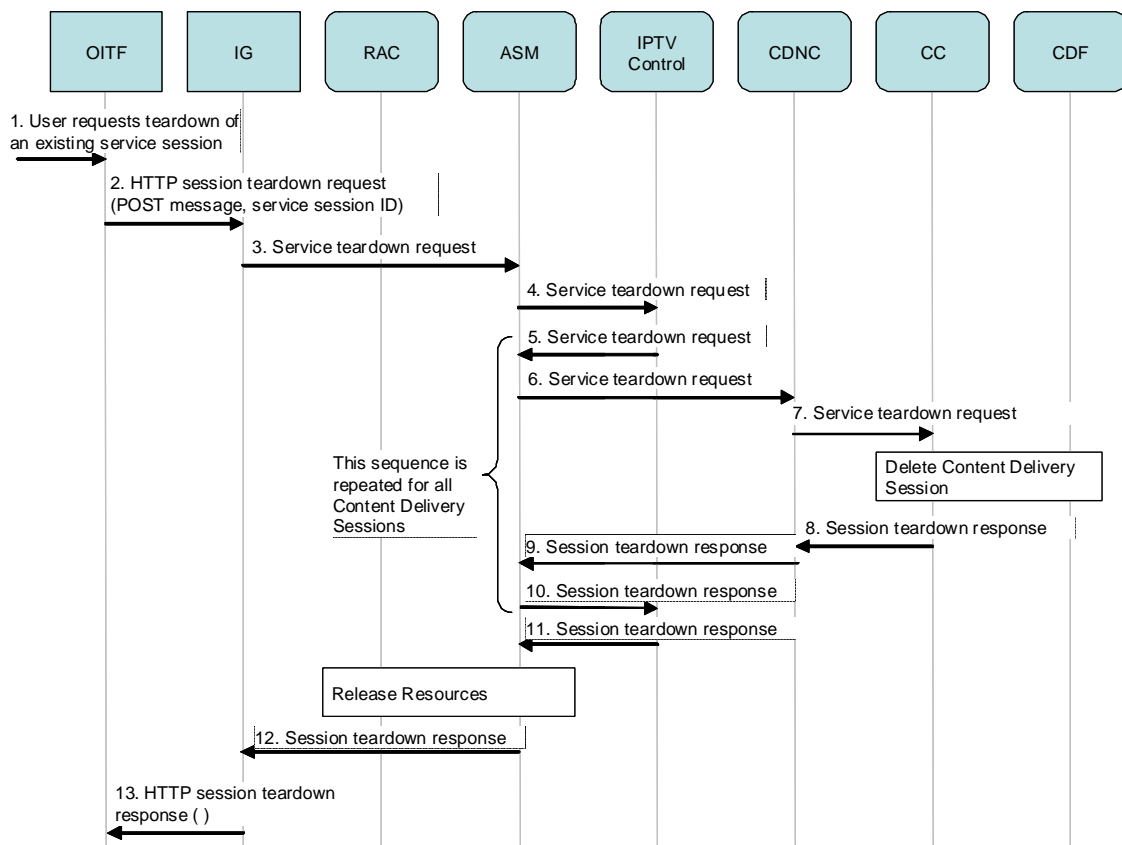 OITF
IG
RAC
ASM
IPTV
Control
CDNC
CC
CDF
1. User requests teardown of
an existing service session
2. HTTP session teardown request
(POST message, service session ID)
3. Service teardown request
4. Service teardown request
5. Service teardown request
6. Service teardown request
7. Service teardown request
This sequence is
repeated for all
Content Delivery
Sessions
Delete Content Delivery
Session
8. Session teardown response
9. Session teardown response
10. Session teardown response
11. Session teardown response
Release Resources
12. Session teardown response
13. HTTP session teardown
response ( )